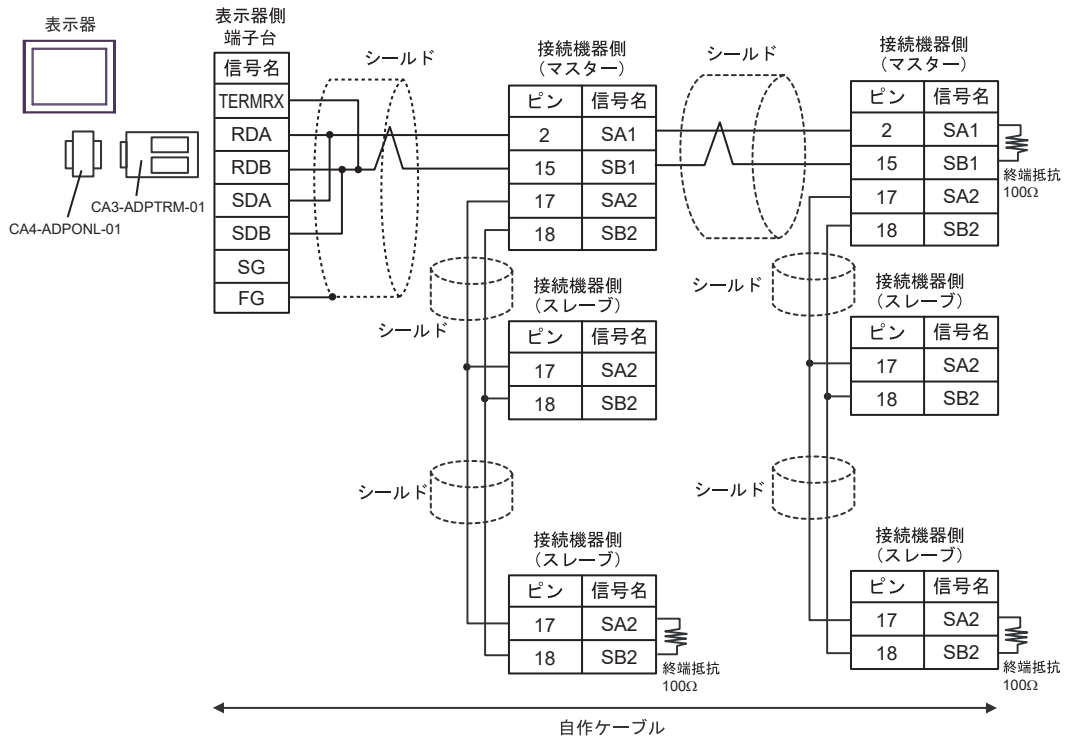 表示器
CA3-ADPTRM-01
CA4-ADPONL-01
表示器側
端子台
信号名
TERMRX
RDA
RDB
SDA
SDB
SG
FG
シールド
接続機器側
（マスター）
ピン 信号名
2 SA1
15 SB1
17 SA2
18 SB2
シールド
接続機器側
（マスター）
ピン 信号名
2 SA1
15 SB1
17 SA2
18 SB2
終端抵抗
100Ω
シールド
接続機器側
（スレーブ）
ピン 信号名
17 SA2
18 SB2
シールド
接続機器側
（スレーブ）
ピン 信号名
17 SA2
18 SB2
シールド
接続機器側
（スレーブ）
ピン 信号名
17 SA2
18 SB2
終端抵抗
100Ω
シールド
接続機器側
（スレーブ）
ピン 信号名
17 SA2
18 SB2
終端抵抗
100Ω
自作ケーブル